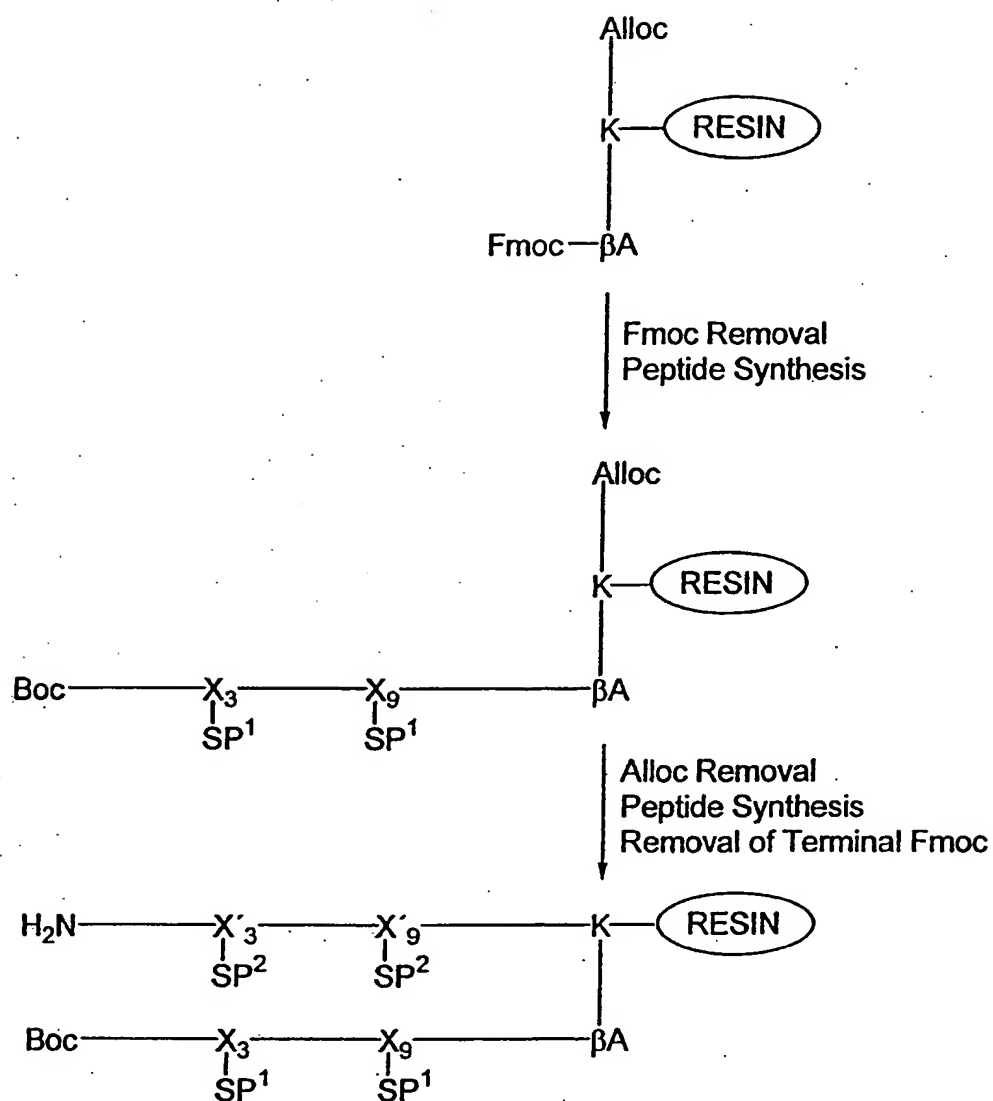 Alloc
K RESIN
Fmoc βA
Fmoc Removal
Peptide Synthesis
Alloc
K RESIN
Boc X₃ X₉ βA
SP¹ SP¹
Alloc Removal
Peptide Synthesis
Removal of Terminal Fmoc
H₂N X´₃ X´₉ K RESIN
SP² SP²
Boc X₃ X₉ βA
SP¹ SP¹